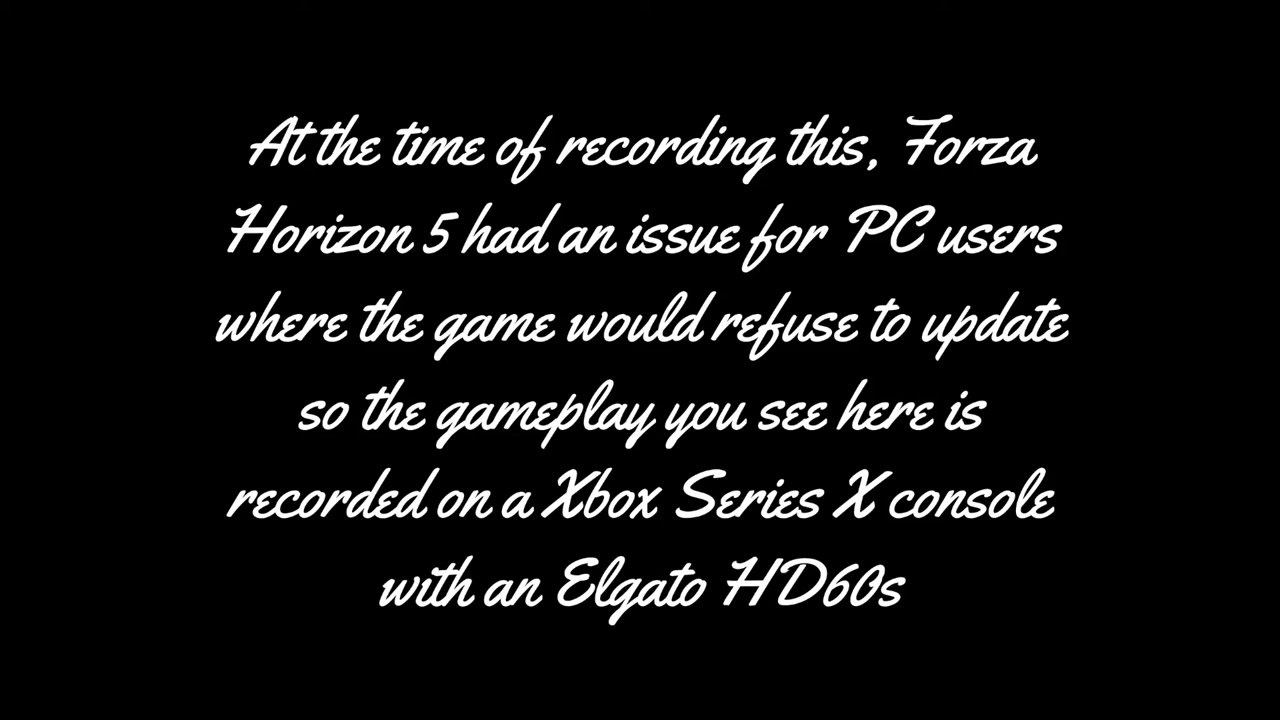 At the time of recording this, Forza
Horizon 5 had an issue for PC users
where the game would refuse to update
so the gameplay you see here is
recorded on a Xbox Series X console
with an Elgato HD60s